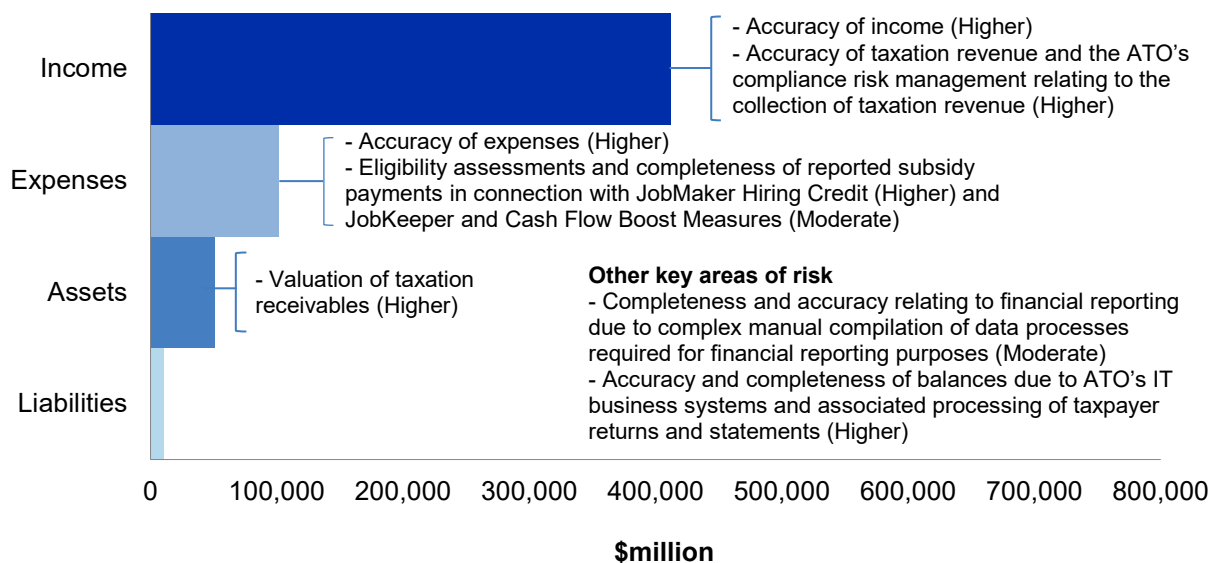 Income
- Accuracy of income (Higher)
- Accuracy of taxation revenue and the ATO’s
compliance risk management relating to the
collection of taxation revenue (Higher)
Expenses
- Accuracy of expenses (Higher)
- Eligibility assessments and completeness of reported subsidy
payments in connection with JobMaker Hiring Credit (Higher) and
JobKeeper and Cash Flow Boost Measures (Moderate)
Assets
- Valuation of taxation
receivables (Higher)
Other key areas of risk
- Completeness and accuracy relating to financial reporting
due to complex manual compilation of data processes
required for financial reporting purposes (Moderate)
- Accuracy and completeness of balances due to ATO’s IT
business systems and associated processing of taxpayer
returns and statements (Higher)
Liabilities
0 100,000 200,000 300,000 400,000 500,000 600,000 700,000 800,000
$million